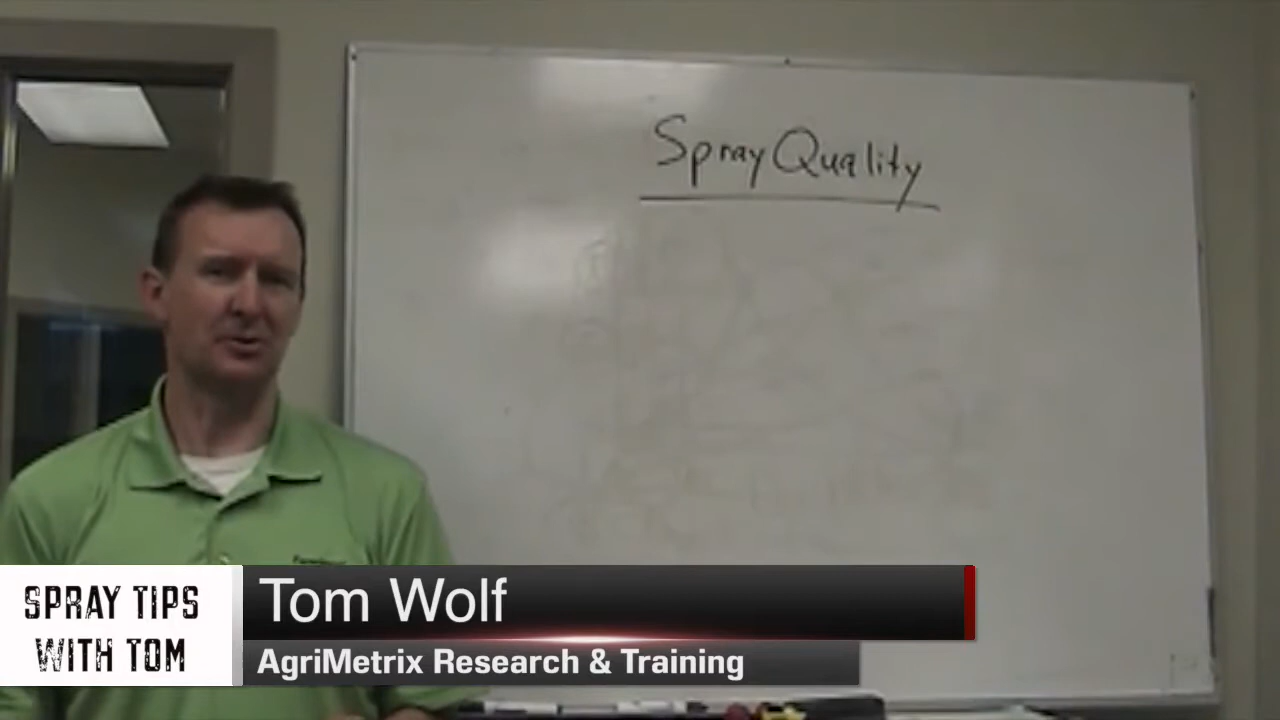 Spray Quality
Tom Wolf
SPRAY TIPS
WITH TOM
AgriMetrix Research & Training